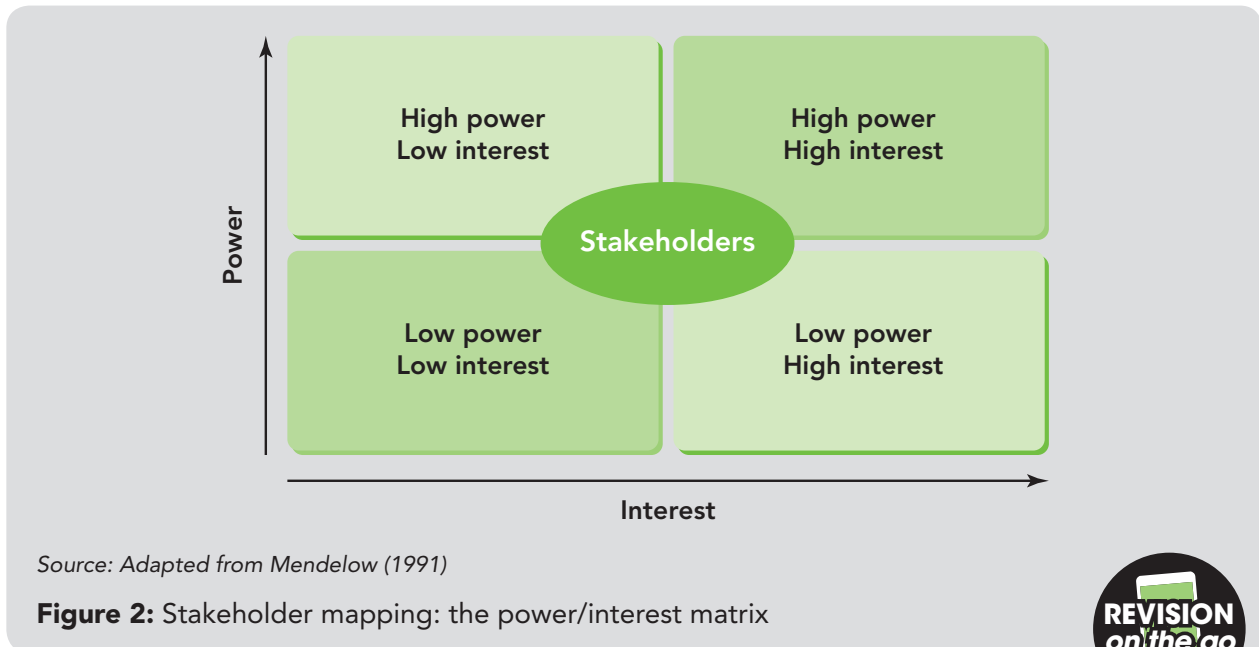 High power
Low interest
High power
High interest
Power
Stakeholders
Low power
Low interest
Low power
High interest
Interest
Source: Adapted from Mendelow (1991)
Figure 2: Stakeholder mapping: the power/interest matrix
REVISION
on the go